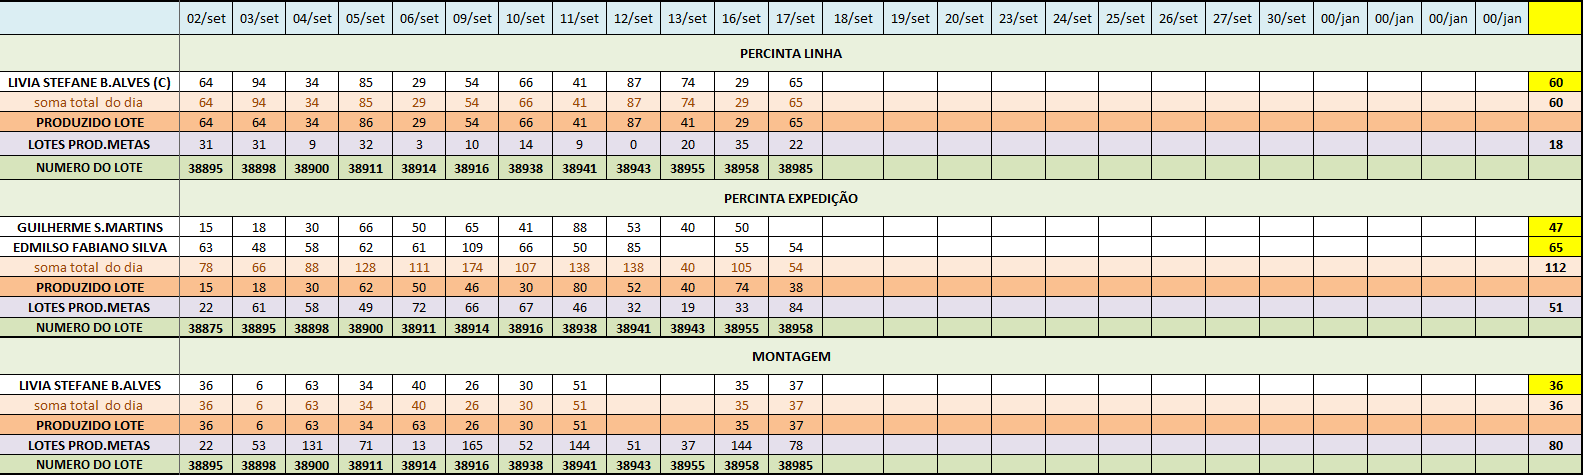 02/set 03/set 04/set 05/set 06/set 09/set 10/set 11/set 12/set 13/set 16/set 17/set 18/set 19/set 20/set 23/set 24/set 25/set 26/set 27/set 30/set 00/jan 00/jan 00/jan 00/jan
PERCINTA LINHA
LIVIA STEFANE B.ALVES (C) 64 94 34 85 29 54 66 41 87 74 29 65 60
soma total do dia 64 94 34 85 29 54 66 41 87 74 29 65 60
PRODUZIDO LOTE 64 64 34 86 29 54 66 41 87 41 29 65
LOTES PROD.METAS 31 31 9 32 3 10 14 9 0 20 35 22 18
NUMERO DO LOTE 38895 38898 38900 38911 38914 38916 38938 38941 38943 38955 38958 38985
PERCINTA EXPEDIÇÃO
GUILHERME S.MARTINS 15 18 30 66 50 65 41 88 53 40 50 47
EDMILSO FABIANO SILVA 63 48 58 62 61 109 66 50 85 55 54 65
soma total do dia 78 66 88 128 111 174 107 138 138 40 105 54 112
PRODUZIDO LOTE 15 18 30 62 50 46 30 80 52 40 74 38
LOTES PROD.METAS 22 61 58 49 72 66 67 46 32 19 33 84 51
NUMERO DO LOTE 38875 38895 38898 38900 38911 38914 38916 38938 38941 38943 38955 38958
MONTAGEM
LIVIA STEFANE B.ALVES 36 6 63 34 40 26 30 51 35 37 36
soma total do dia 36 6 63 34 40 26 30 51 35 37 36
PRODUZIDO LOTE 36 6 63 34 63 26 30 51 35 37
LOTES PROD.METAS 22 53 131 71 13 165 52 144 51 37 144 78 80
NUMERO DO LOTE 38895 38898 38900 38911 38914 38916 38938 38941 38943 38955 38958 38985